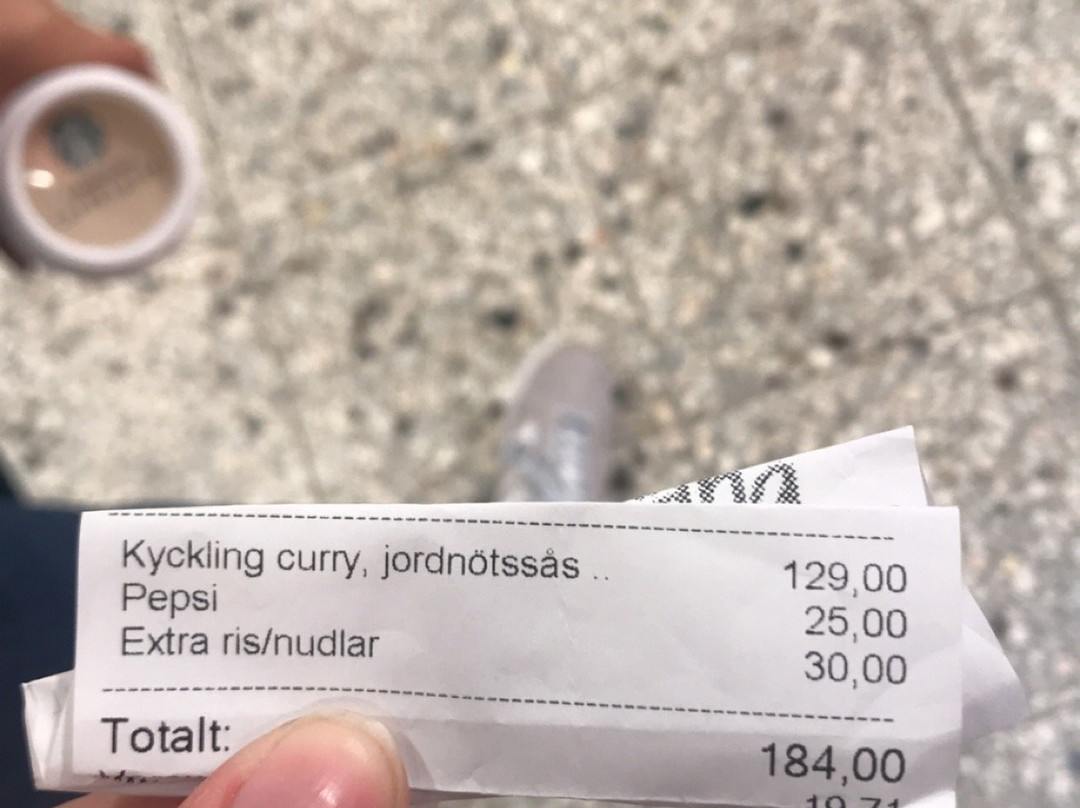 Kyckling curry, jordnötssås .. 129,00
Pepsi 25,00
Extra ris/nudlar 30,00
Totalt: 184,00